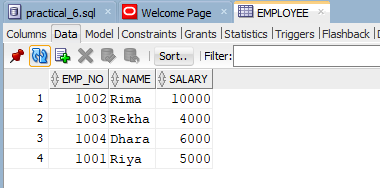 practical_6.sql Welcome Page EMPLOYEE
Columns Data Model Constraints Grants Statistics Triggers Flashback
Sort.. Filter:
EMP_NO NAME SALARY
1 1002 Rima 10000
2 1003 Rekha 4000
3 1004 Dhara 6000
4 1001 Riya 5000